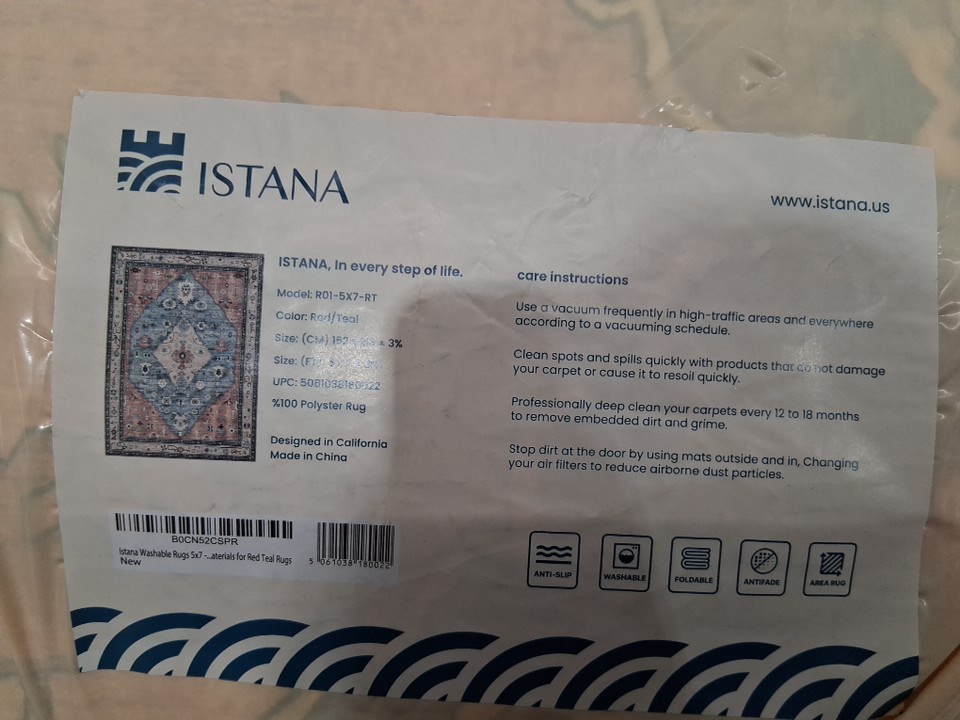 ISTANA
www.istana.us
ISTANA, In every step of life.
Model: R01-5X7-RT
Color: Red/Teal
Size: (CM) 152 ± 3%
Size:
UPC: 5061038180022
%100 Polyster Rug
Designed in California
Made in China
care instructions
Use a vacuum frequently in high-traffic areas and everywhere
according to a vacuuming schedule.
Clean spots and spills quickly with products that do not damage
your carpet or cause it to resoil quickly.
Professionally deep clean your carpets every 12 to 18 months
to remove embedded dirt and grime.
Stop dirt at the door by using mats outside and in, Changing
your air filters to reduce airborne dust particles.
B0CN52CSPR
Istana Washable Rugs 5x7 -...aterials for Red Teal Rugs
New
5 061038 180022
ANTI-SLIP
WASHABLE
FOLDABLE
ANTIFADE
AREA RUG